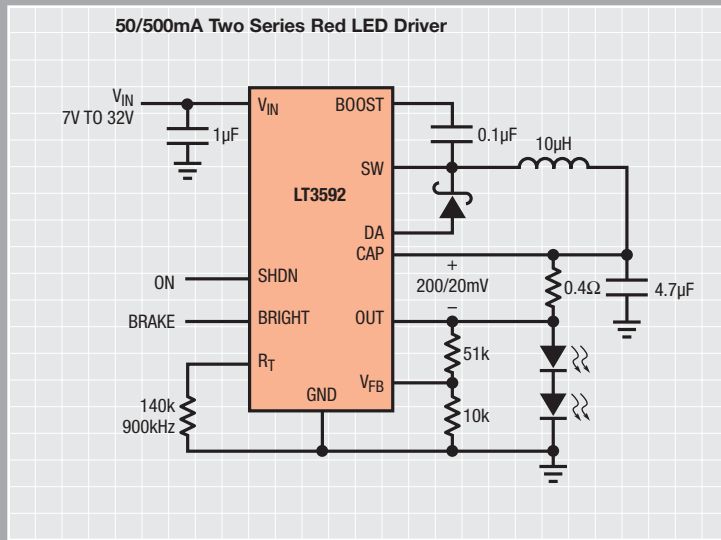 50/500mA Two Series Red LED Driver
VIN
7V TO 32V
1µF
VIN
BOOST
0.1µF
10µH
SW
LT3592
DA
CAP
+
200/20mV
–
0.4Ω
4.7µF
ON
SHDN
BRAKE
BRIGHT
OUT
51k
RT
VFB
140k
900kHz
GND
10k